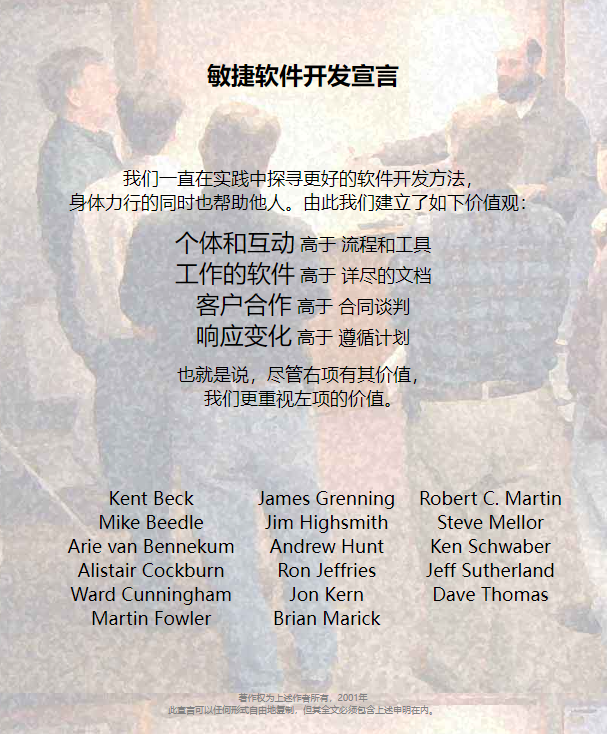 敏捷软件开发宣言
我们一直在实践中探寻更好的软件开发方法，
身体力行的同时也帮助他人。由此我们建立了如下价值观：
个体和互动 高于 流程和工具
工作的软件 高于 详尽的文档
客户合作 高于 合同谈判
响应变化 高于 遵循计划
也就是说，尽管右项有其价值，
我们更重视左项的价值。
Kent Beck
Mike Beedle
Arie van Bennekum
Alistair Cockburn
Ward Cunningham
Martin Fowler
James Grenning
Jim Highsmith
Andrew Hunt
Ron Jeffries
Jon Kern
Brian Marick
Robert C. Martin
Steve Mellor
Ken Schwaber
Jeff Sutherland
Dave Thomas
著作权为上述作者所有，2001年
此宣言可以任何形式自由地复制，但其全文必须包含上述申明在内。